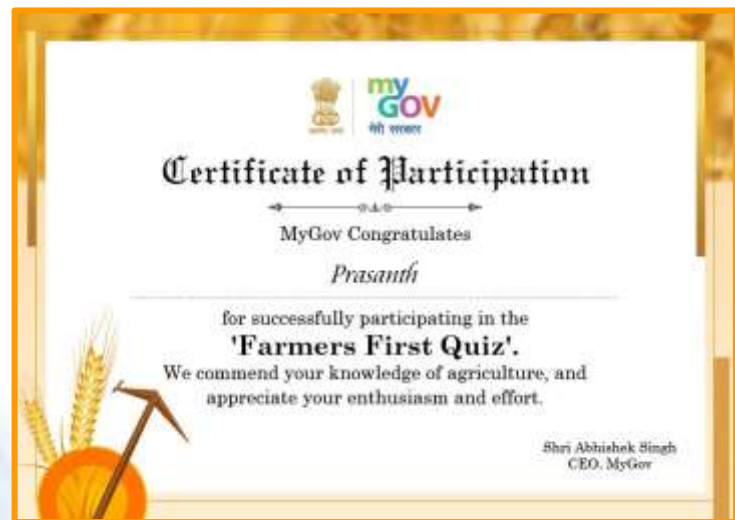 my
GOV
मेरी सरकार
Certificate of Participation
MyGov Congratulates
Prasanth
for successfully participating in the
'Farmers First Quiz'.
We commend your knowledge of agriculture, and
appreciate your enthusiasm and effort.
Shri Abhishek Singh
CEO, MyGov